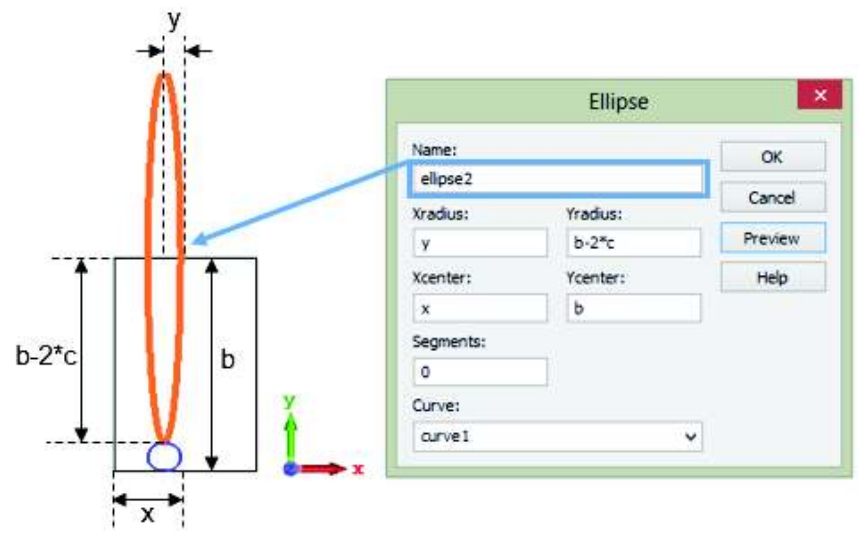 y
Ellipse
Name:
OK
ellipse2
Cancel
Xradius:
Yradius:
y
b-2*c
Preview
Xcenter:
Ycenter:
Help
x
b
Segments:
0
Curve:
curve1
b-2*c
b
y
x
x